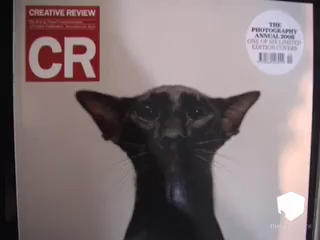 CREATIVE REVIEW
CR
THE
PHOTOGRAPHY
ANNUAL 2008
ONE OF SIX LIMITED
EDITION COVERS